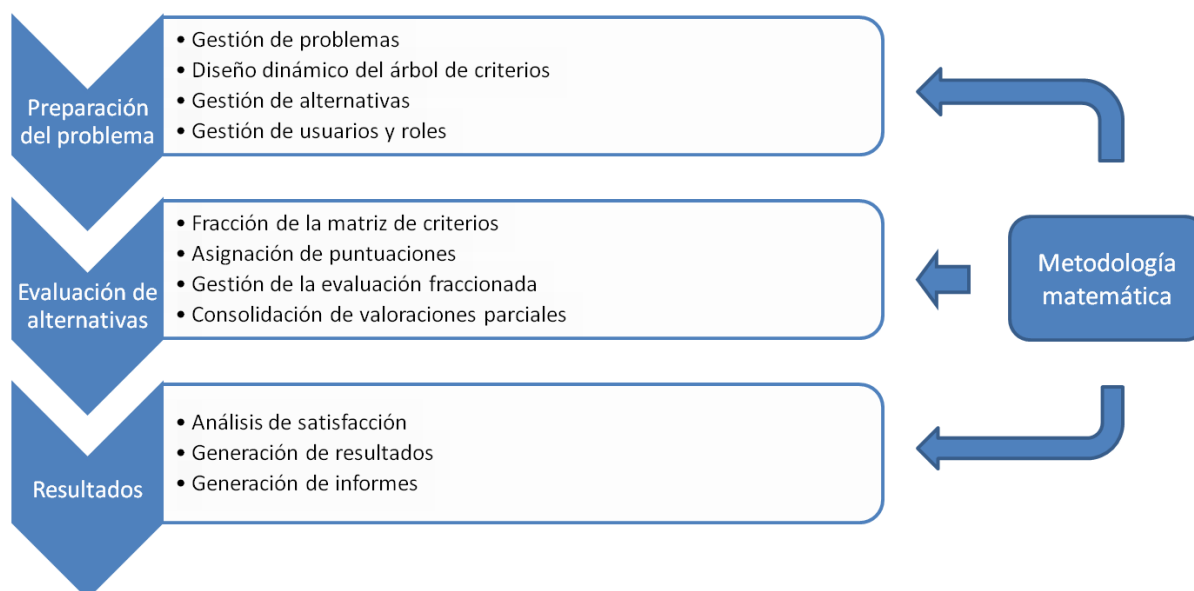 Preparación
del problema
• Gestión de problemas
• Diseño dinámico del árbol de criterios
• Gestión de alternativas
• Gestión de usuarios y roles
Evaluación de
alternativas
• Fracción de la matriz de criterios
• Asignación de puntuaciones
• Gestión de la evaluación fraccionada
• Consolidación de valoraciones parciales
Metodología
matemática
Resultados
• Análisis de satisfacción
• Generación de resultados
• Generación de informes